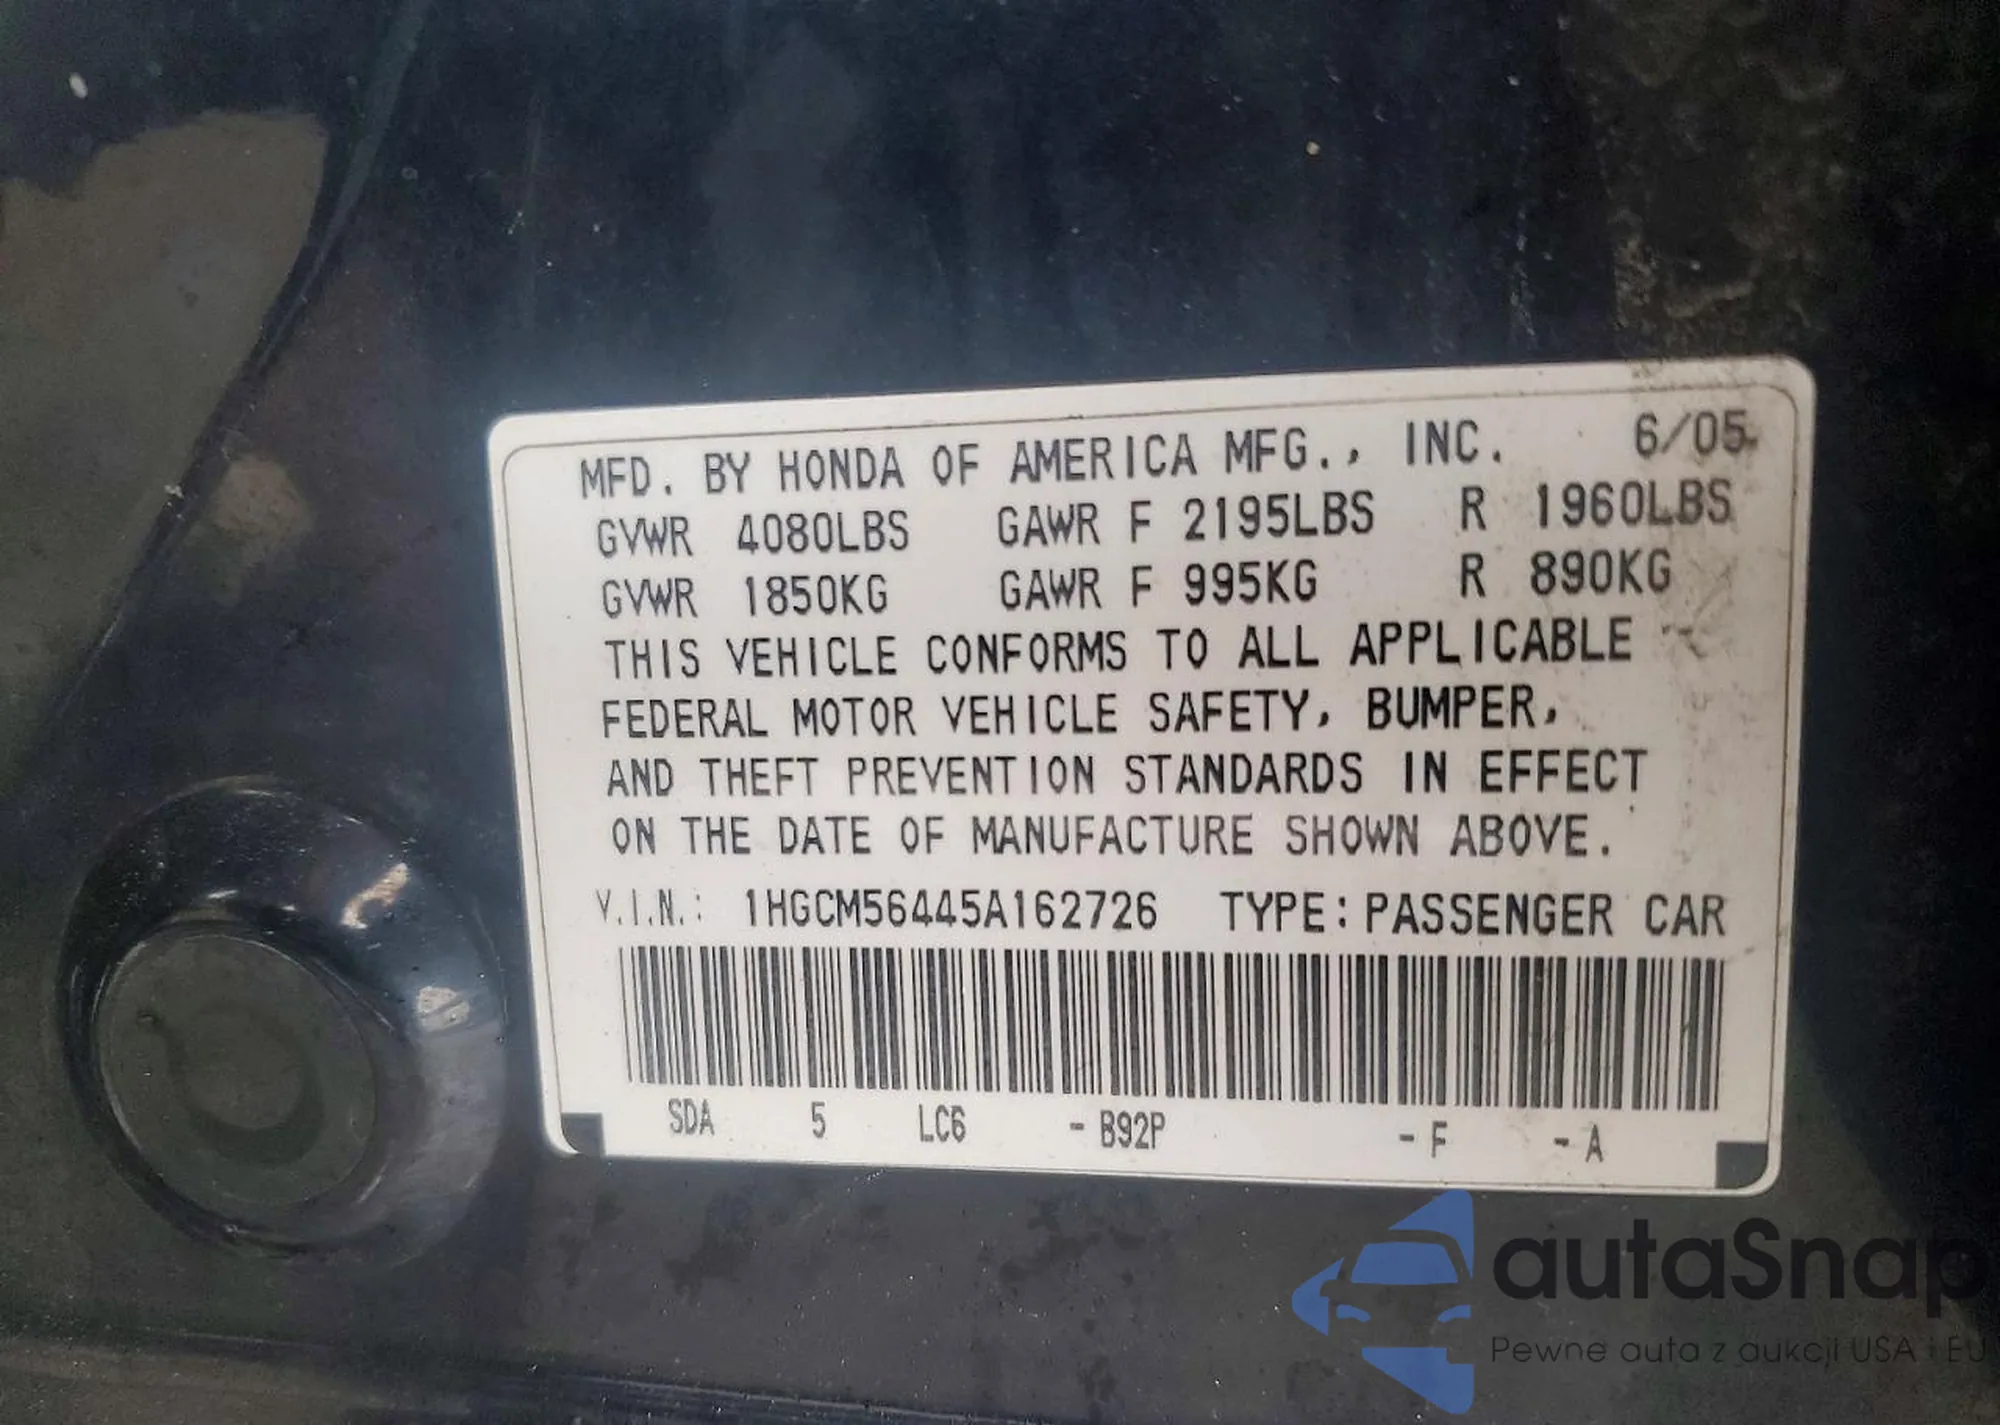 MFD. BY HONDA OF AMERICA MFG., INC. 6/05
GVWR 4080LBS GAWR F 2195LBS R 1960LBS
GVWR 1850KG GAWR F 995KG R 890KG
THIS VEHICLE CONFORMS TO ALL APPLICABLE
FEDERAL MOTOR VEHICLE SAFETY, BUMPER,
AND THEFT PREVENTION STANDARDS IN EFFECT
ON THE DATE OF MANUFACTURE SHOWN ABOVE.
V.I.N.: 1HGCM56445A162726 TYPE: PASSENGER CAR
SDA 5 LC6 - B92P - F - A
autaSnap
Pewne auta z aukcji USA i EU